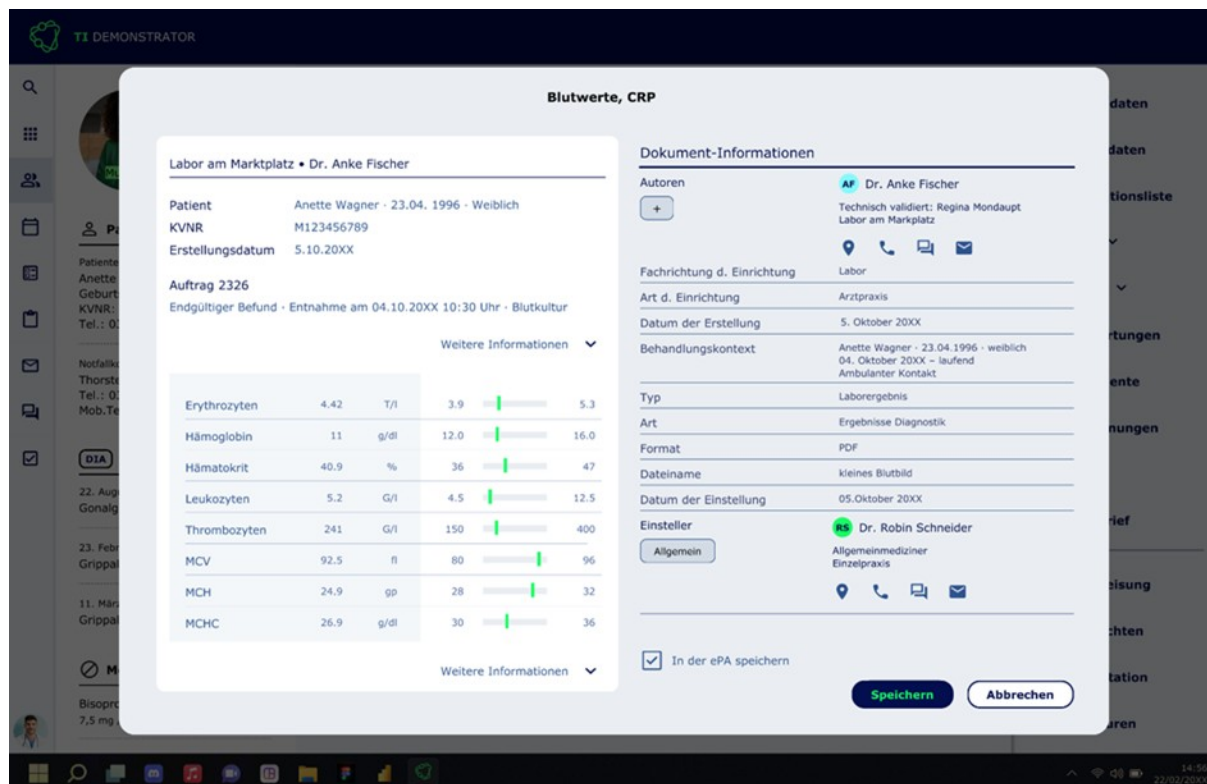 TI DEMONSTRATOR
Blutwerte, CRP
Labor am Marktplatz • Dr. Anke Fischer
Patient Anette Wagner · 23.04. 1996 · Weiblich
KVNR M123456789
Erstellungsdatum 5.10.20XX
Auftrag 2326
Endgültiger Befund · Entnahme am 04.10.20XX 10:30 Uhr · Blutkultur
Weitere Informationen
Erythrozyten 4.42 T/l 3.9 5.3
Hämoglobin 11 g/dl 12.0 16.0
Hämatokrit 40.9 % 36 47
Leukozyten 5.2 G/l 4.5 12.5
Thrombozyten 241 G/l 150 400
MCV 92.5 fl 80 96
MCH 24.9 gp 28 32
MCHC 26.9 g/dl 30 36
Weitere Informationen
Dokument-Informationen
Autoren AF Dr. Anke Fischer
+
Technisch validiert: Regina Mondaupt
Labor am Markplatz
Fachrichtung d. Einrichtung Labor
Art d. Einrichtung Arztpraxis
Datum der Erstellung 5. Oktober 20XX
Behandlungskontext Anette Wagner · 23.04.1996 · weiblich
04. Oktober 20XX – laufend
Ambulanter Kontakt
Typ Laborergebnis
Art Ergebnisse Diagnostik
Format PDF
Dateiname kleines Blutbild
Datum der Einstellung 05.Oktober 20XX
Einsteller RS Dr. Robin Schneider
Allgemein
Allgemeinmediziner
Einzelpraxis
In der ePA speichern
Speichern Abbrechen
Patiente
Anette
Geburt
KVNR:
Tel.: 0
Notfallk
Thorste
Tel.: 0
Mob.Te
DIA
22. Aug
Gonalg
23. Febr
Grippal
11. März
Grippal
M
Bisopro
7,5 mg
daten
daten
tionsliste
rtungen
ente
nungen
rief
eisung
chten
tation
uren
14:56
22/02/20XX